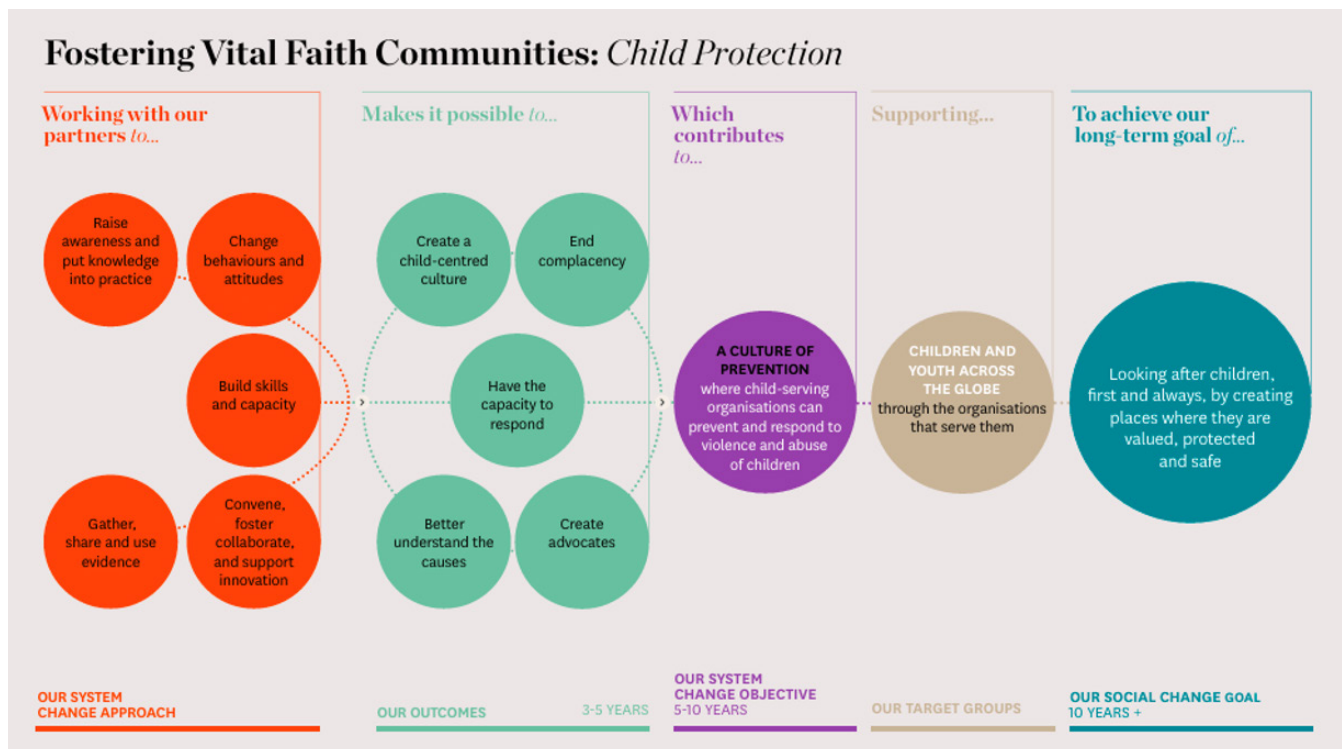 Fostering Vital Faith Communities: Child Protection
Working with our
partners to...
Raise
awareness and
put knowledge
into practice
Change
behaviours and
attitudes
Build skills
and capacity
Gather,
share and use
evidence
Convene,
foster
collaborate,
and support
innovation
OUR SYSTEM
CHANGE APPROACH
Makes it possible to...
Create a
child-centred
culture
End
complacency
Have the
capacity to
respond
Better
understand the
causes
Create
advocates
OUR OUTCOMES
3-5 YEARS
Which
contributes
to...
A CULTURE OF
PREVENTION
where child-serving
organisations can
prevent and respond to
violence and abuse
of children
OUR SYSTEM
CHANGE OBJECTIVE
5-10 YEARS
Supporting...
CHILDREN AND
YOUTH ACROSS
THE GLOBE
through the organisations
that serve them
OUR TARGET GROUPS
To achieve our
long-term goal of...
Looking after children,
first and always, by creating
places where they are
valued, protected
and safe
OUR SOCIAL CHANGE GOAL
10 YEARS +